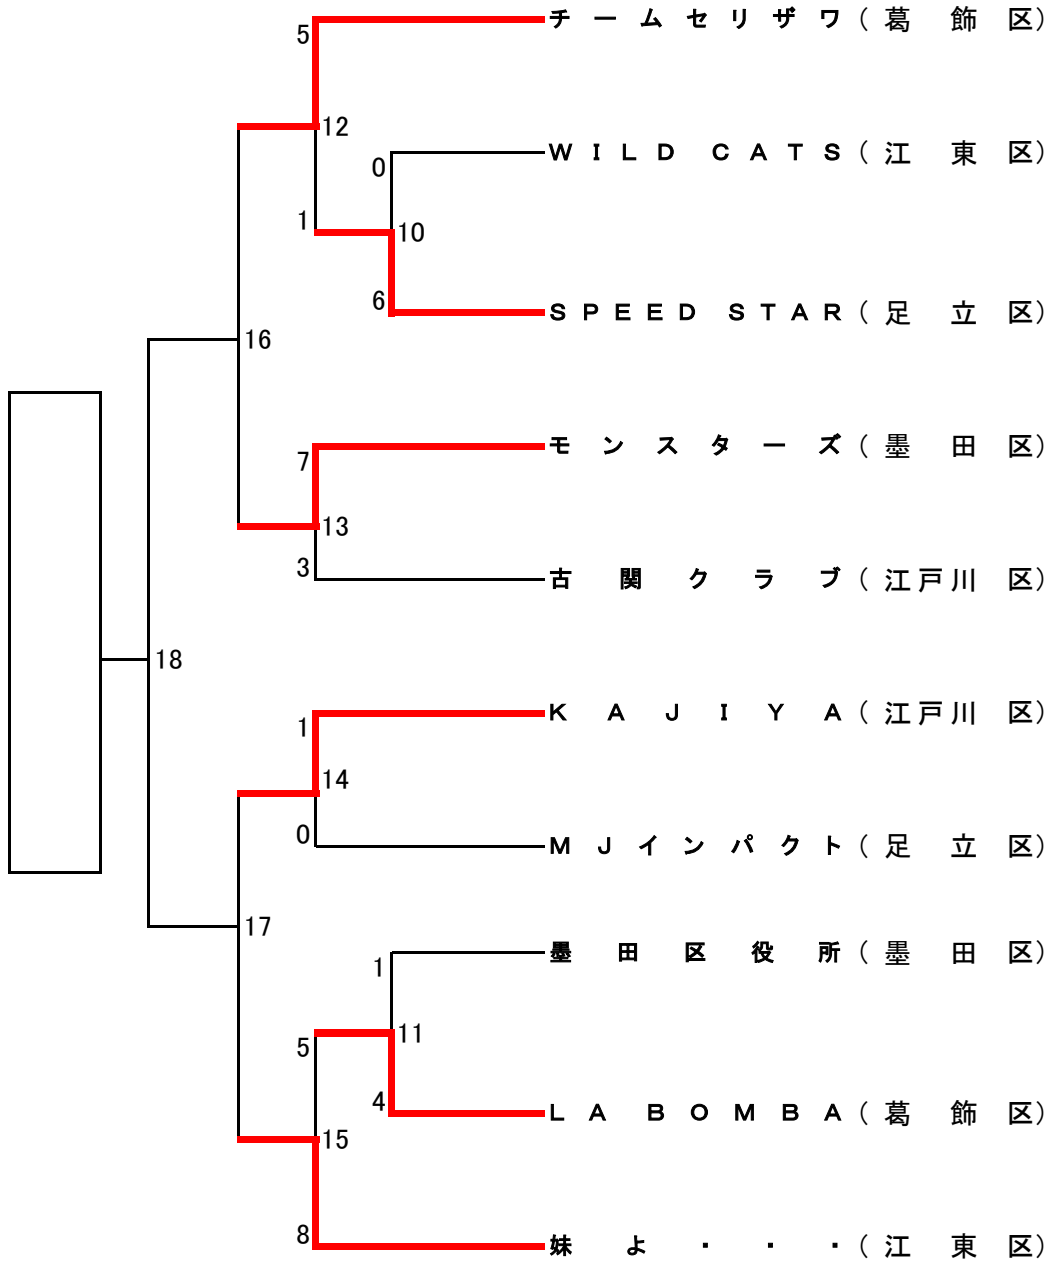 5 チームセリザワ（葛飾区）
12
0 WILD CATS（江東区）
1 10
6 SPEED STAR（足立区）
16
7 モンスターズ（墨田区）
13
3 古関クラブ（江戸川区）
18
1 KAJIYA（江戸川区）
14
0 MJインパクト（足立区）
17
1 墨田区役所（墨田区）
5 11
4 LA BOMBA（葛飾区）
15
8 妹よ・・・（江東区）